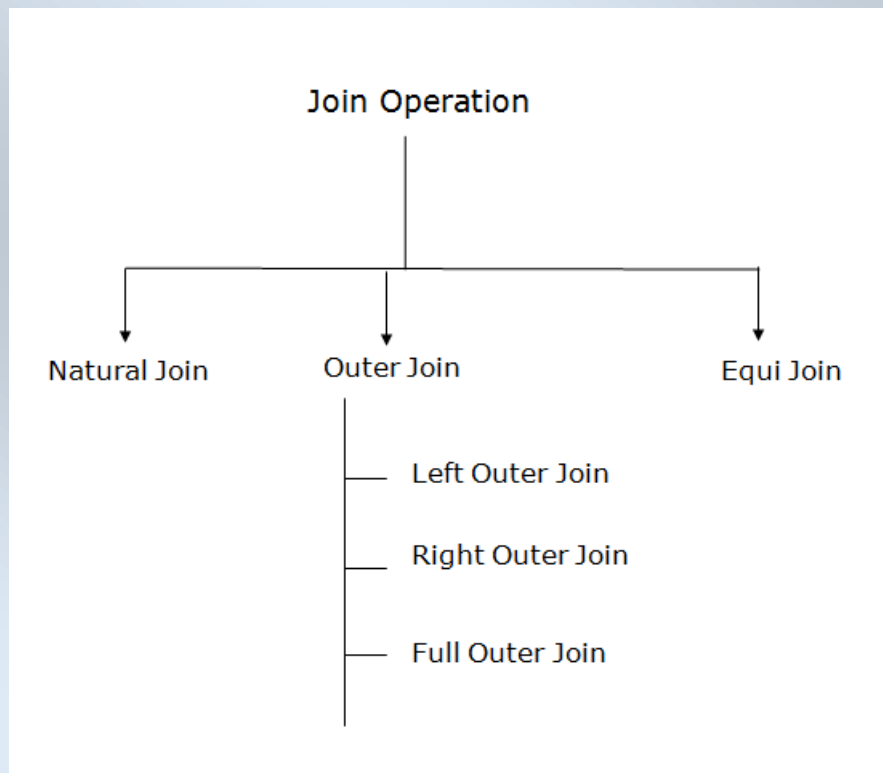 Join Operation
Natural Join
Outer Join
Equi Join
Left Outer Join
Right Outer Join
Full Outer Join